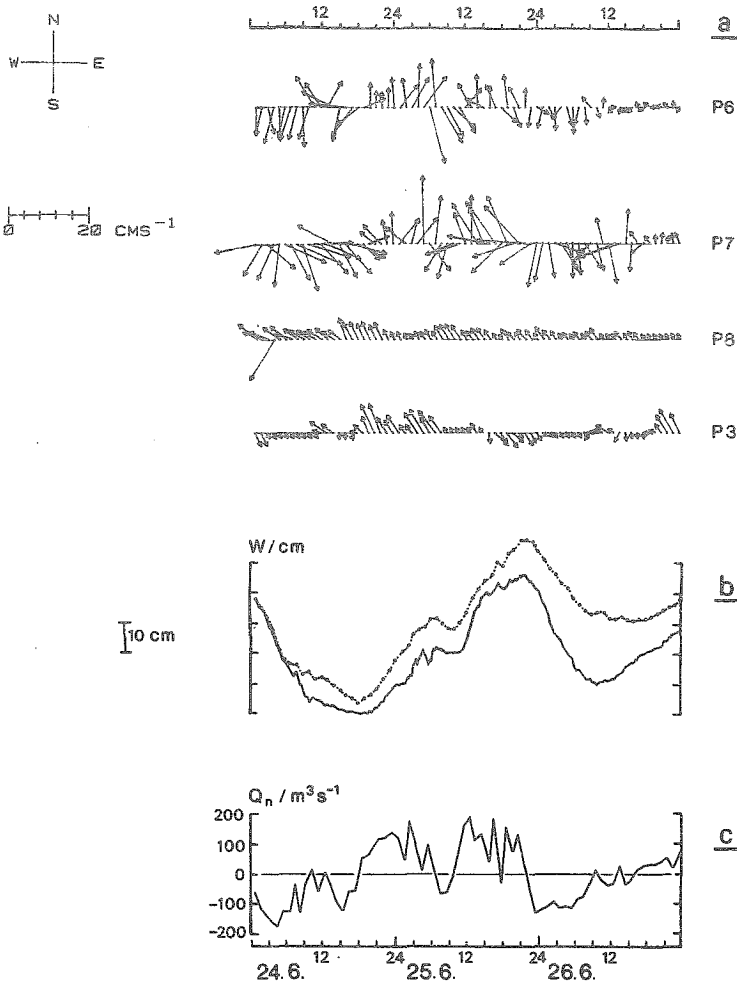 12 24 12 24 12
a
N
W E
S
P6
0 20 CMS⁻¹
P7
P8
P3
W/cm
b
10 cm
Qn / m³s⁻¹
200
100
0
-100
-200
c
12 24 12 24 12
24.6. 25.6. 26.6.